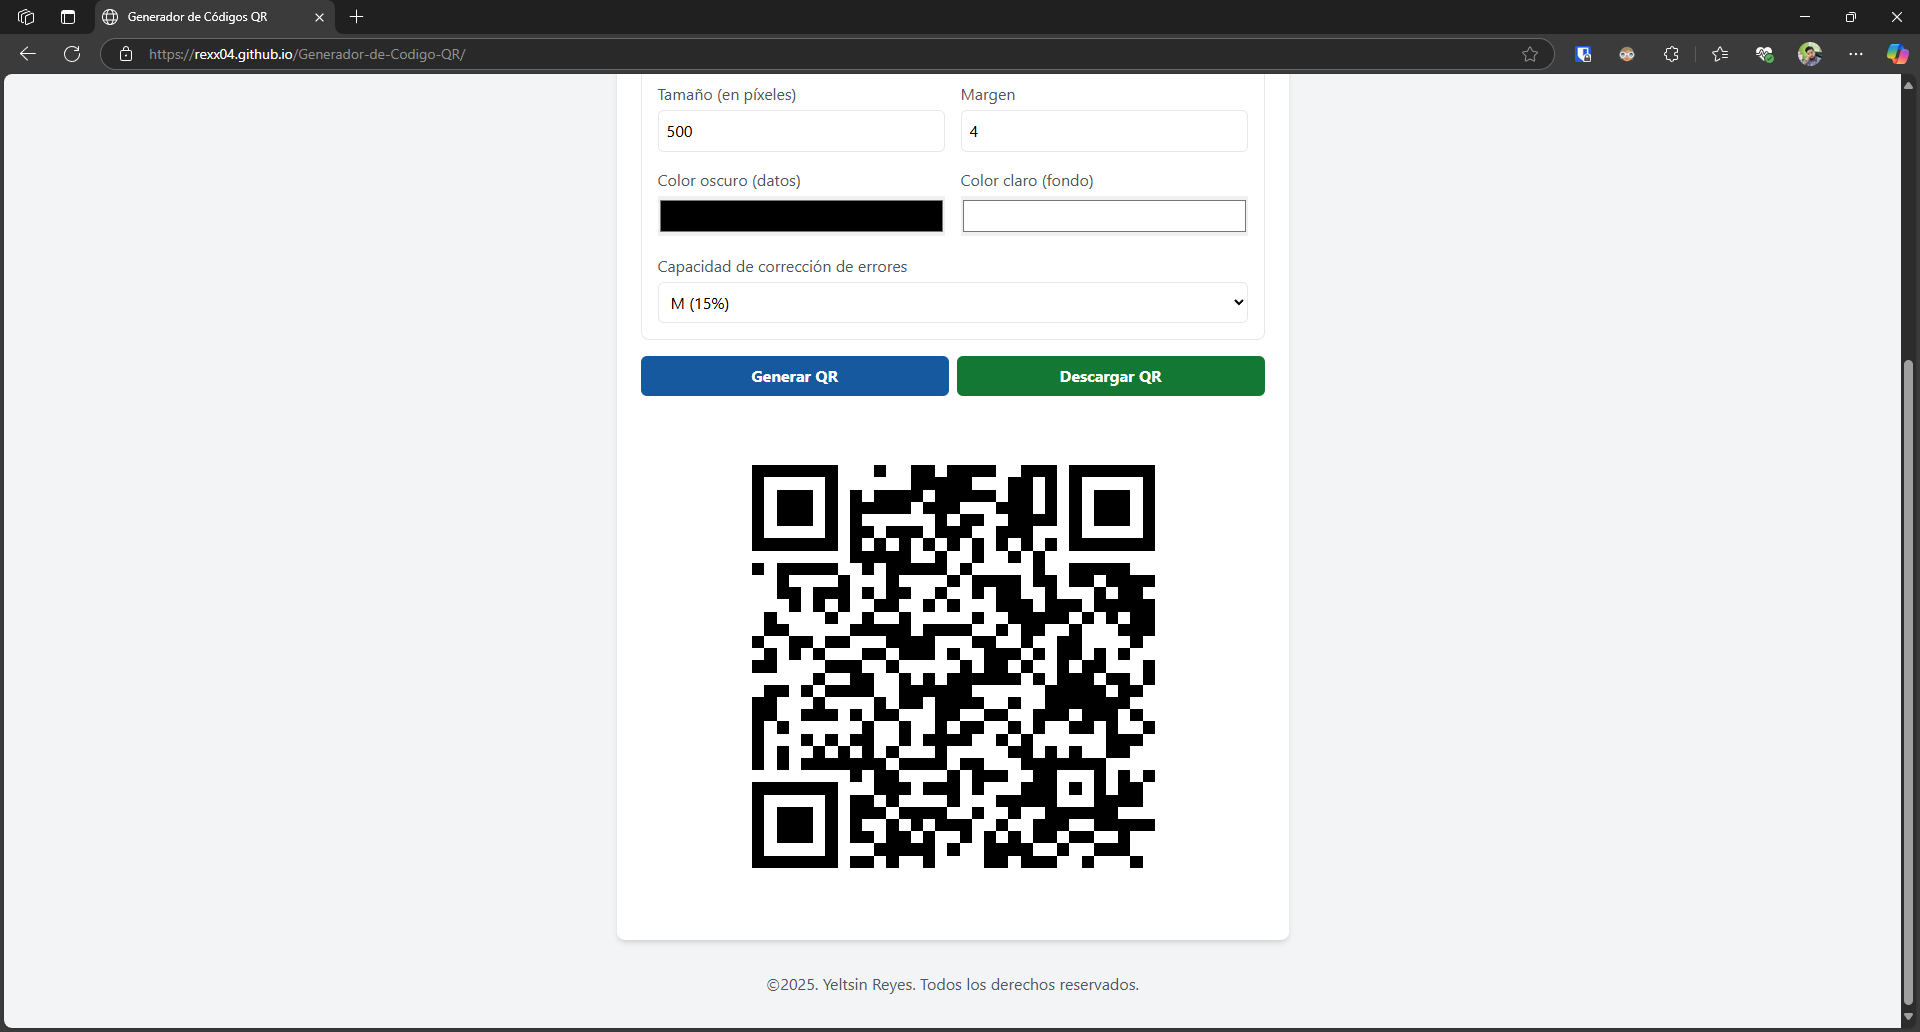 Generador de Códigos QR
https://rexx04.github.io/Generador-de-Codigo-QR/
Tamaño (en píxeles)
Margen
500
4
Color oscuro (datos)
Color claro (fondo)
Capacidad de corrección de errores
M (15%)
Generar QR
Descargar QR
©2025. Yeltsin Reyes. Todos los derechos reservados.